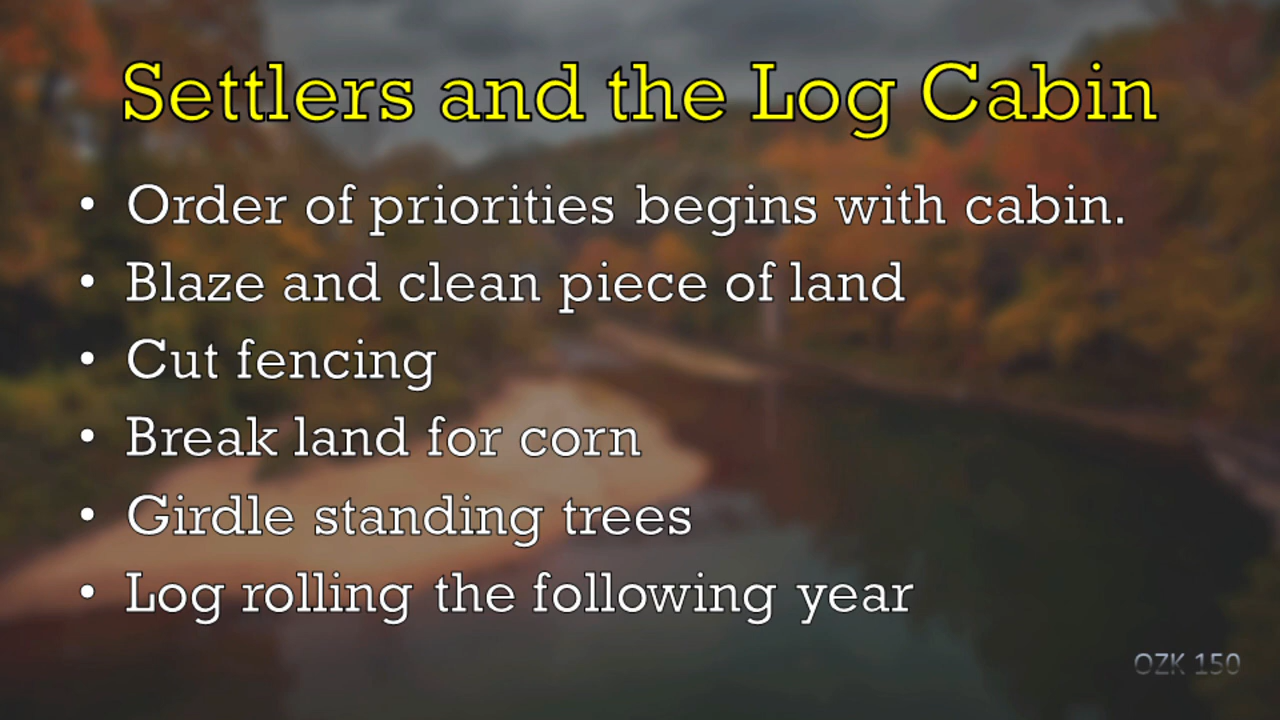 Settlers and the Log Cabin
• Order of priorities begins with cabin.
• Blaze and clean piece of land
• Cut fencing
• Break land for corn
• Girdle standing trees
• Log rolling the following year
OZK 150